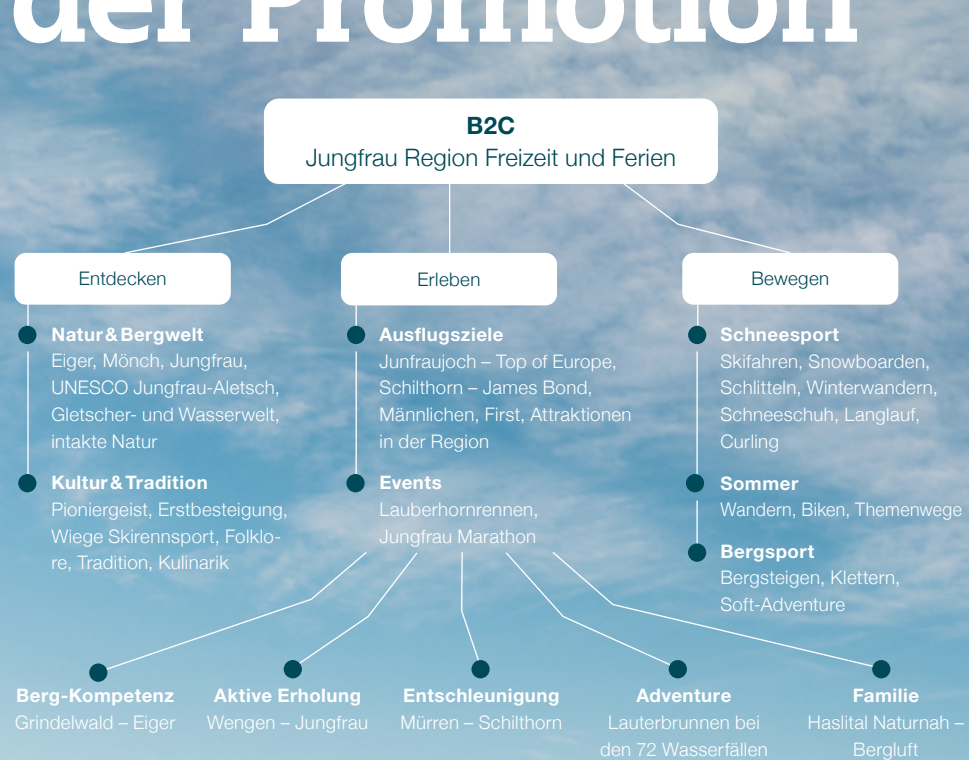 der Promotion
B2C
Jungfrau Region Freizeit und Ferien
Entdecken
Natur & Bergwelt
Eiger, Mönch, Jungfrau,
UNESCO Jungfrau-Aletsch,
Gletscher- und Wasserwelt,
intakte Natur
Kultur & Tradition
Pioniergeist, Erstbesteigung,
Wiege Skirennsport, Folklo-
re, Tradition, Kulinarik
Erleben
Ausflugsziele
Junfraujoch – Top of Europe,
Schilthorn – James Bond,
Männlichen, First, Attraktionen
in der Region
Events
Lauberhornrennen,
Jungfrau Marathon
Bewegen
Schneesport
Skifahren, Snowboarden,
Schlitteln, Winterwandern,
Schneeschuh, Langlauf,
Curling
Sommer
Wandern, Biken, Themenwege
Bergsport
Bergsteigen, Klettern,
Soft-Adventure
Berg-Kompetenz
Grindelwald – Eiger
Aktive Erholung
Wengen – Jungfrau
Entschleunigung
Mürren – Schilthorn
Adventure
Lauterbrunnen bei
den 72 Wasserfällen
Familie
Haslital Naturnah –
Bergluft